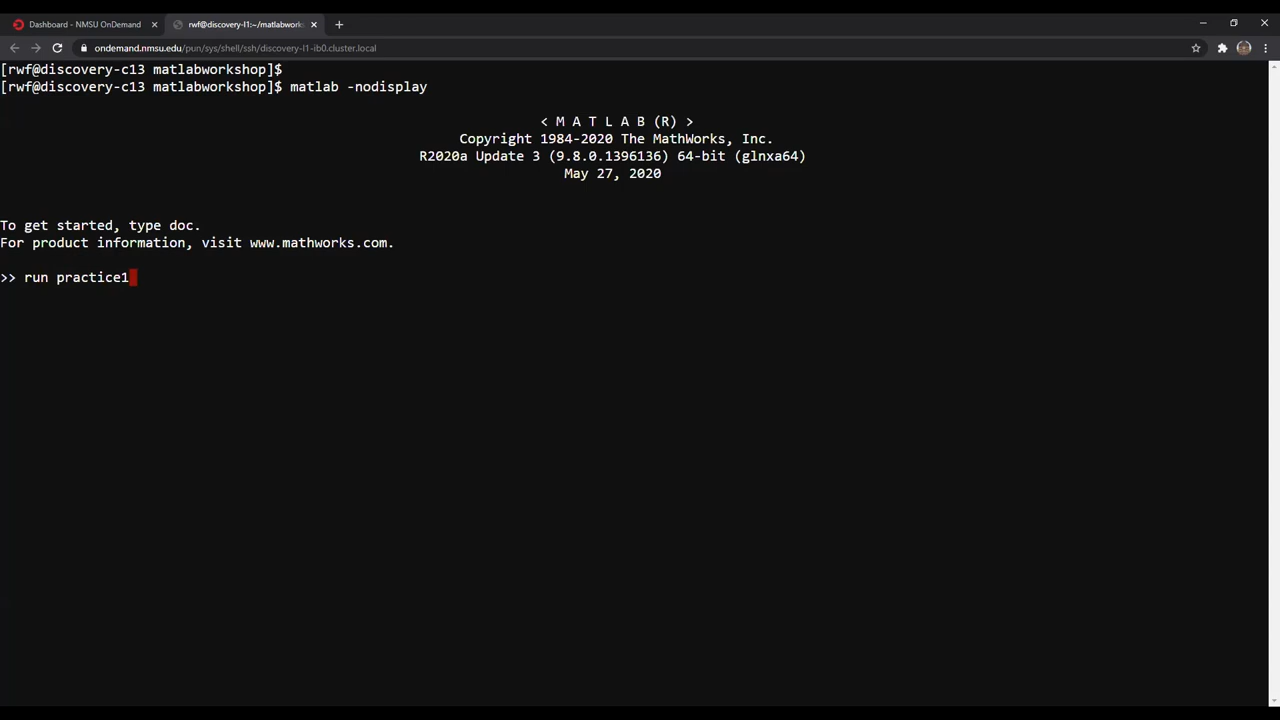 Dashboard - NMSU OnDemand
rwf@discovery-l1:~/matlabworks
ondemand.nmsu.edu/pun/sys/shell/ssh/discovery-l1-ib0.cluster.local
[rwf@discovery-c13 matlabworkshop]$
[rwf@discovery-c13 matlabworkshop]$ matlab -nodisplay
< M A T L A B (R) >
Copyright 1984-2020 The MathWorks, Inc.
R2020a Update 3 (9.8.0.1396136) 64-bit (glnxa64)
May 27, 2020
To get started, type doc.
For product information, visit www.mathworks.com.
>> run practice1